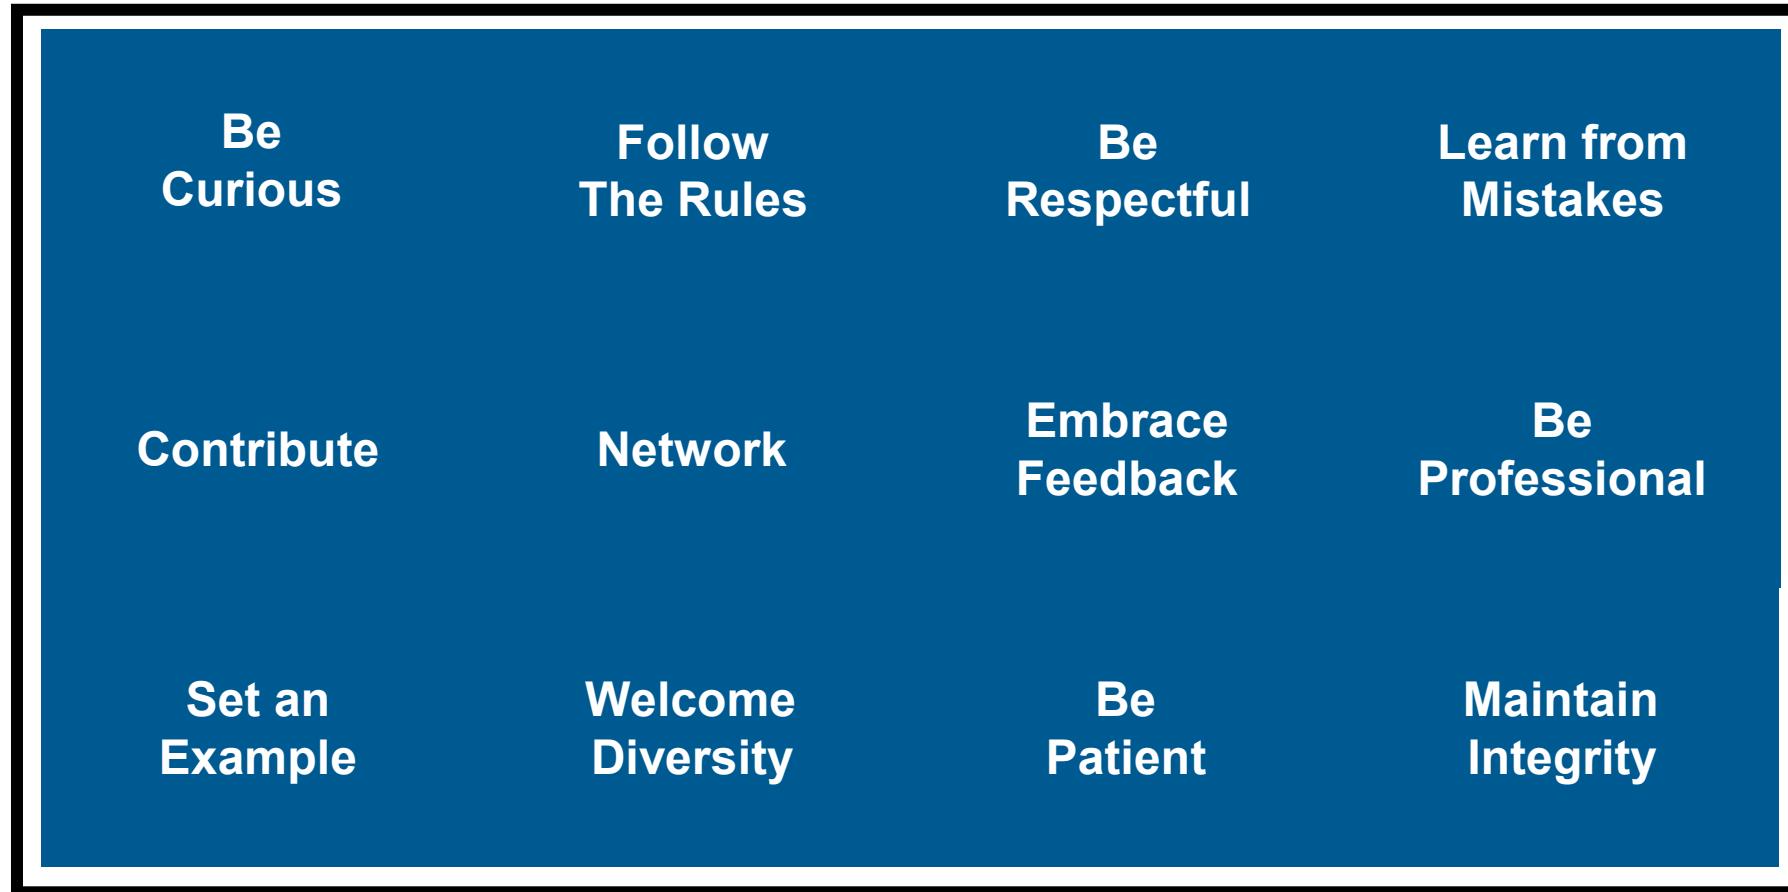 Be
Curious
Follow
The Rules
Be
Respectful
Learn from
Mistakes
Contribute
Network
Embrace
Feedback
Be
Professional
Set an
Example
Welcome
Diversity
Be
Patient
Maintain
Integrity